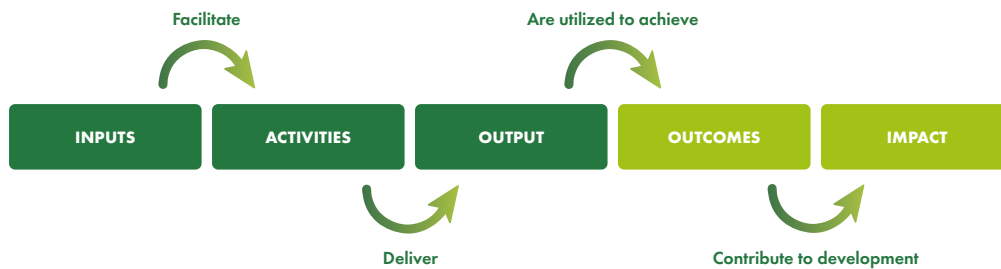 Facilitate
Are utilized to achieve
INPUTS
ACTIVITIES
OUTPUT
OUTCOMES
IMPACT
Deliver
Contribute to development